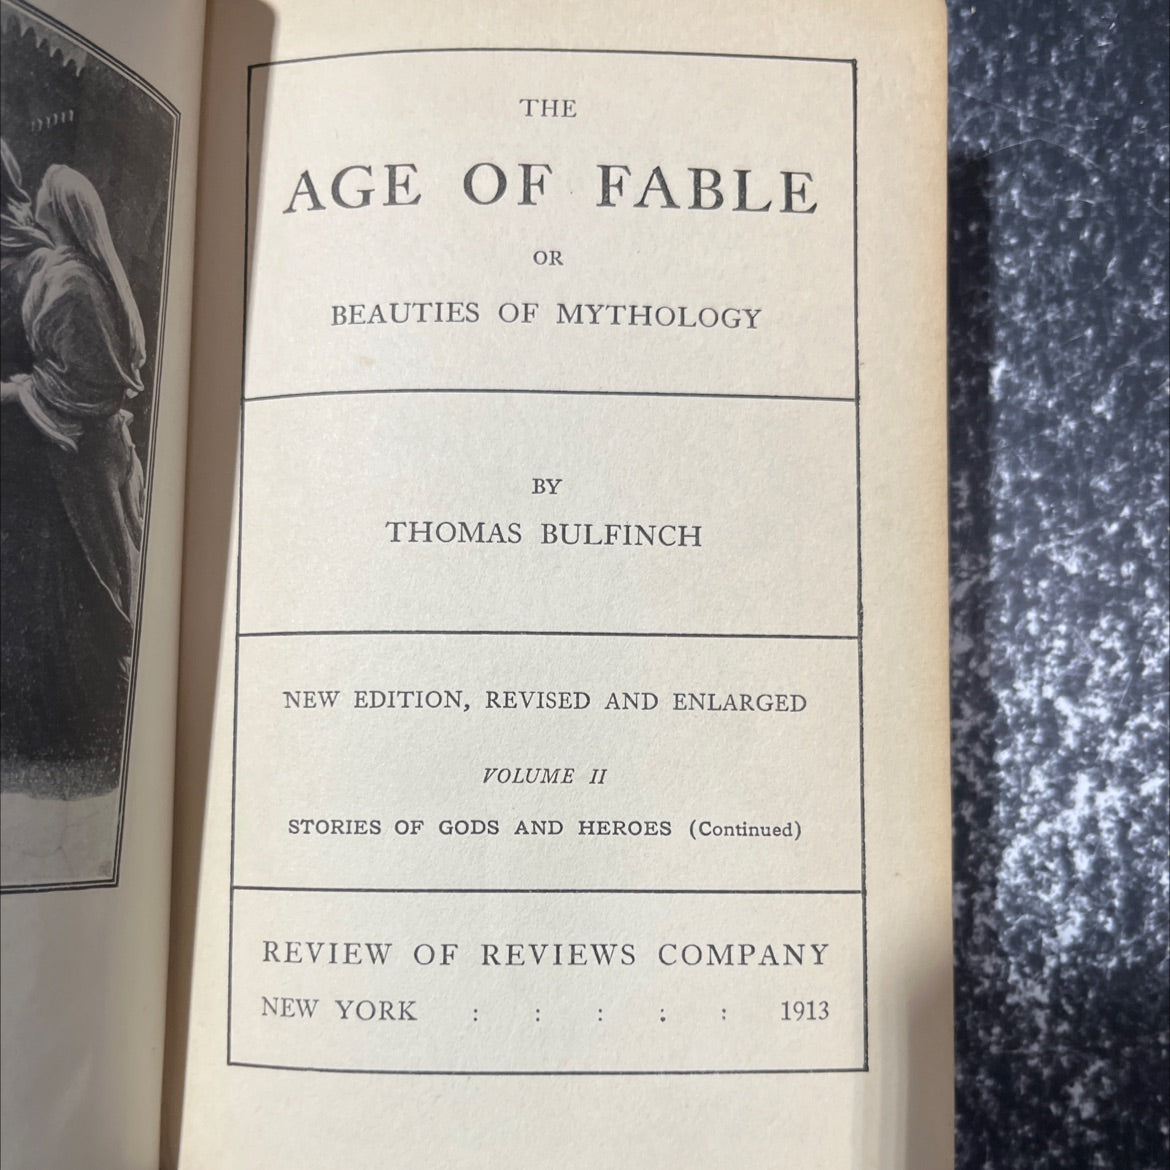 THE
AGE OF FABLE
OR
BEAUTIES OF MYTHOLOGY
BY
THOMAS BULFINCH
NEW EDITION, REVISED AND ENLARGED
VOLUME II
STORIES OF GODS AND HEROES (Continued)
REVIEW OF REVIEWS COMPANY
NEW YORK : : : : : 1913